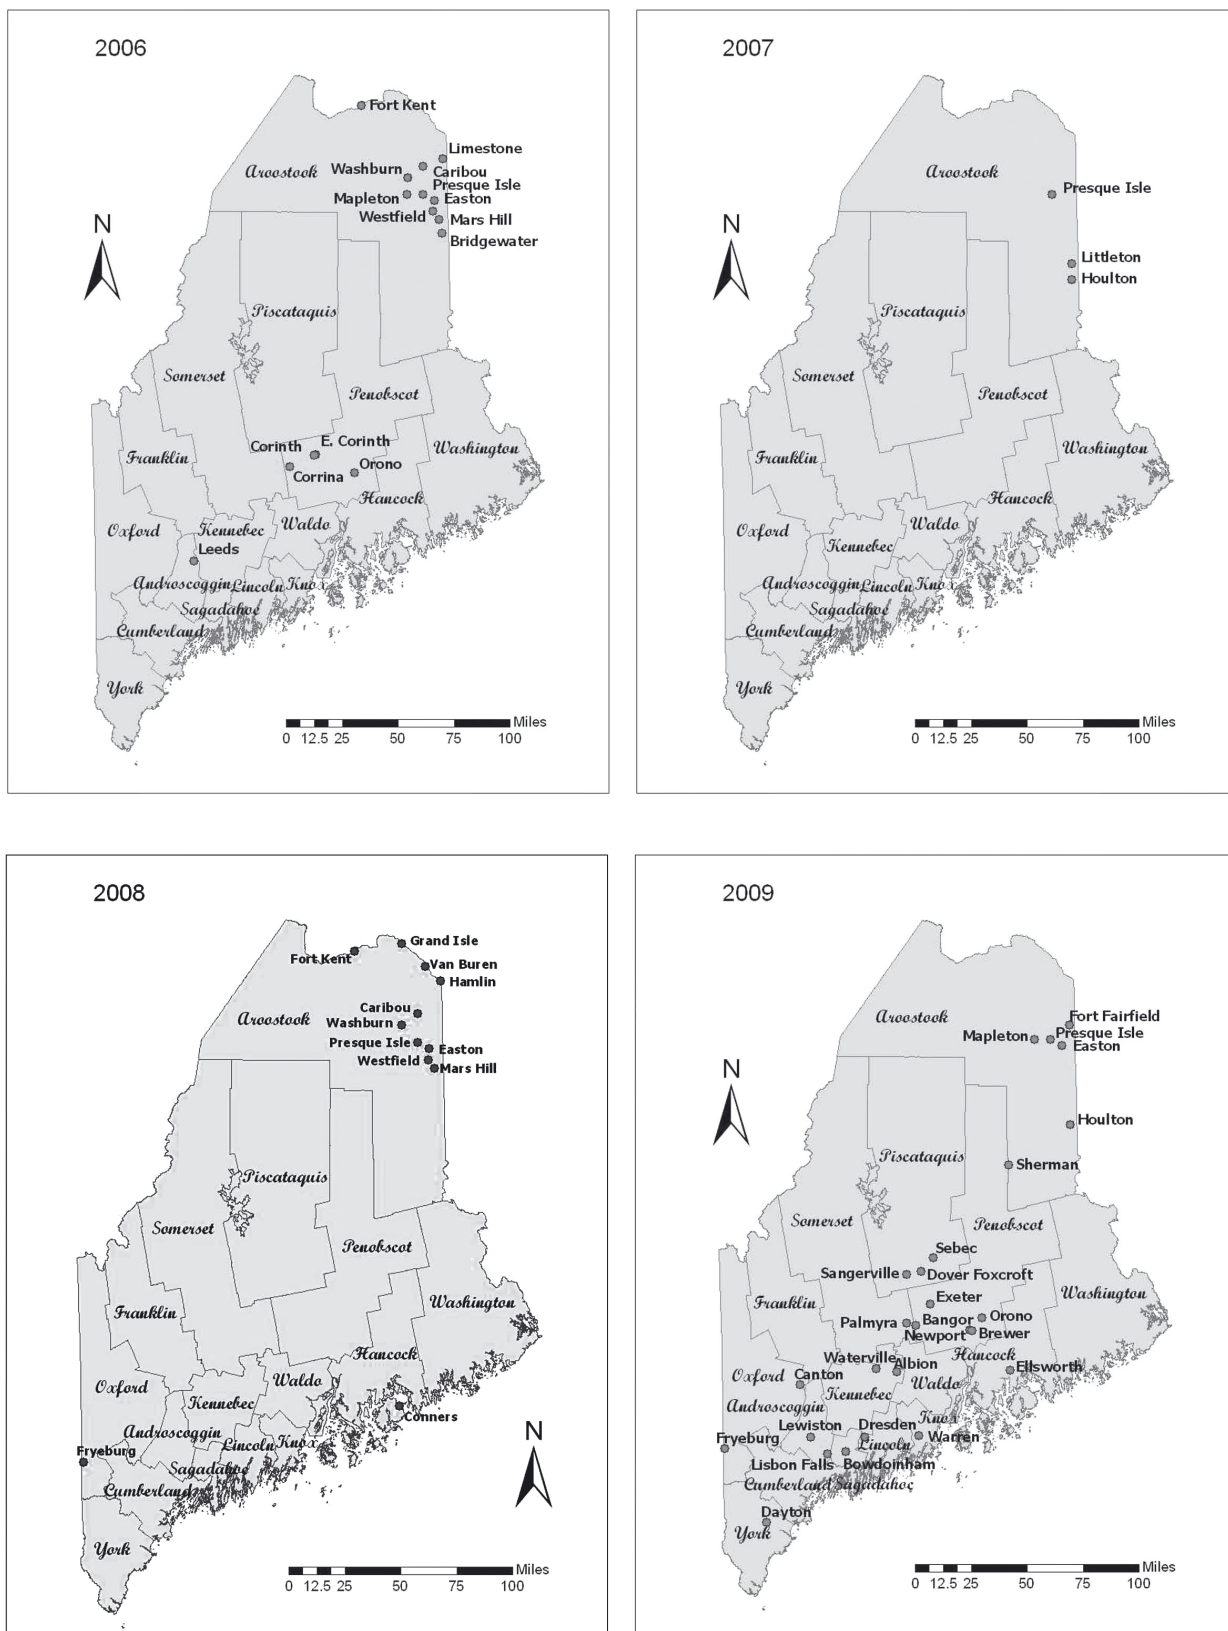 2006
Fort Kent
Limestone
Washburn
Caribou
Aroostook
Presque Isle
Mapleton
Easton
Westfield
Mars Hill
N
Bridgewater
Piscataquis
Somerset
Penobscot
E. Corinth
Corinth
Washington
Franklin
Orono
Corrina
Hancock
Waldo
Oxford
Kennebec
Leeds
Androscoggin
Lincoln
Knox
Sagadahoc
Cumberland
York
Miles
0 12.5 25 50 75 100
2007
Aroostook
Presque Isle
N
Littleton
Houlton
Piscataquis
Somerset
Penobscot
Washington
Franklin
Hancock
Waldo
Oxford
Kennebec
Androscoggin
Lincoln
Knox
Sagadahoc
Cumberland
York
Miles
0 12.5 25 50 75 100
2008
Grand Isle
Fort Kent
Van Buren
Hamlin
Caribou
Aroostook
Washburn
Presque Isle
Easton
Westfield
Mars Hill
Piscataquis
Somerset
Penobscot
Washington
Franklin
Hancock
Waldo
Oxford
Kennebec
Conners
Androscoggin
Knox
Lincoln
N
Fryeburg
Sagadahoc
Cumberland
York
Miles
0 12.5 25 50 75 100
2009
Fort Fairfield
Aroostook
Presque Isle
Mapleton
Easton
N
Houlton
Piscataquis
Sherman
Somerset
Penobscot
Sebec
Sangerville
Dover Foxcroft
Washington
Exeter
Franklin
Orono
Palmyra
Bangor
Newport
Brewer
Hancock
Waterville
Albion
Ellsworth
Oxford
Canton
Waldo
Kennebec
Androscoggin
Knox
Lewiston
Dresden
Warren
Fryeburg
Lincoln
Lisbon Falls
Bowdoinham
Cumberland
Sagadahoc
Dayton
York
Miles
0 12.5 25 50 75 100